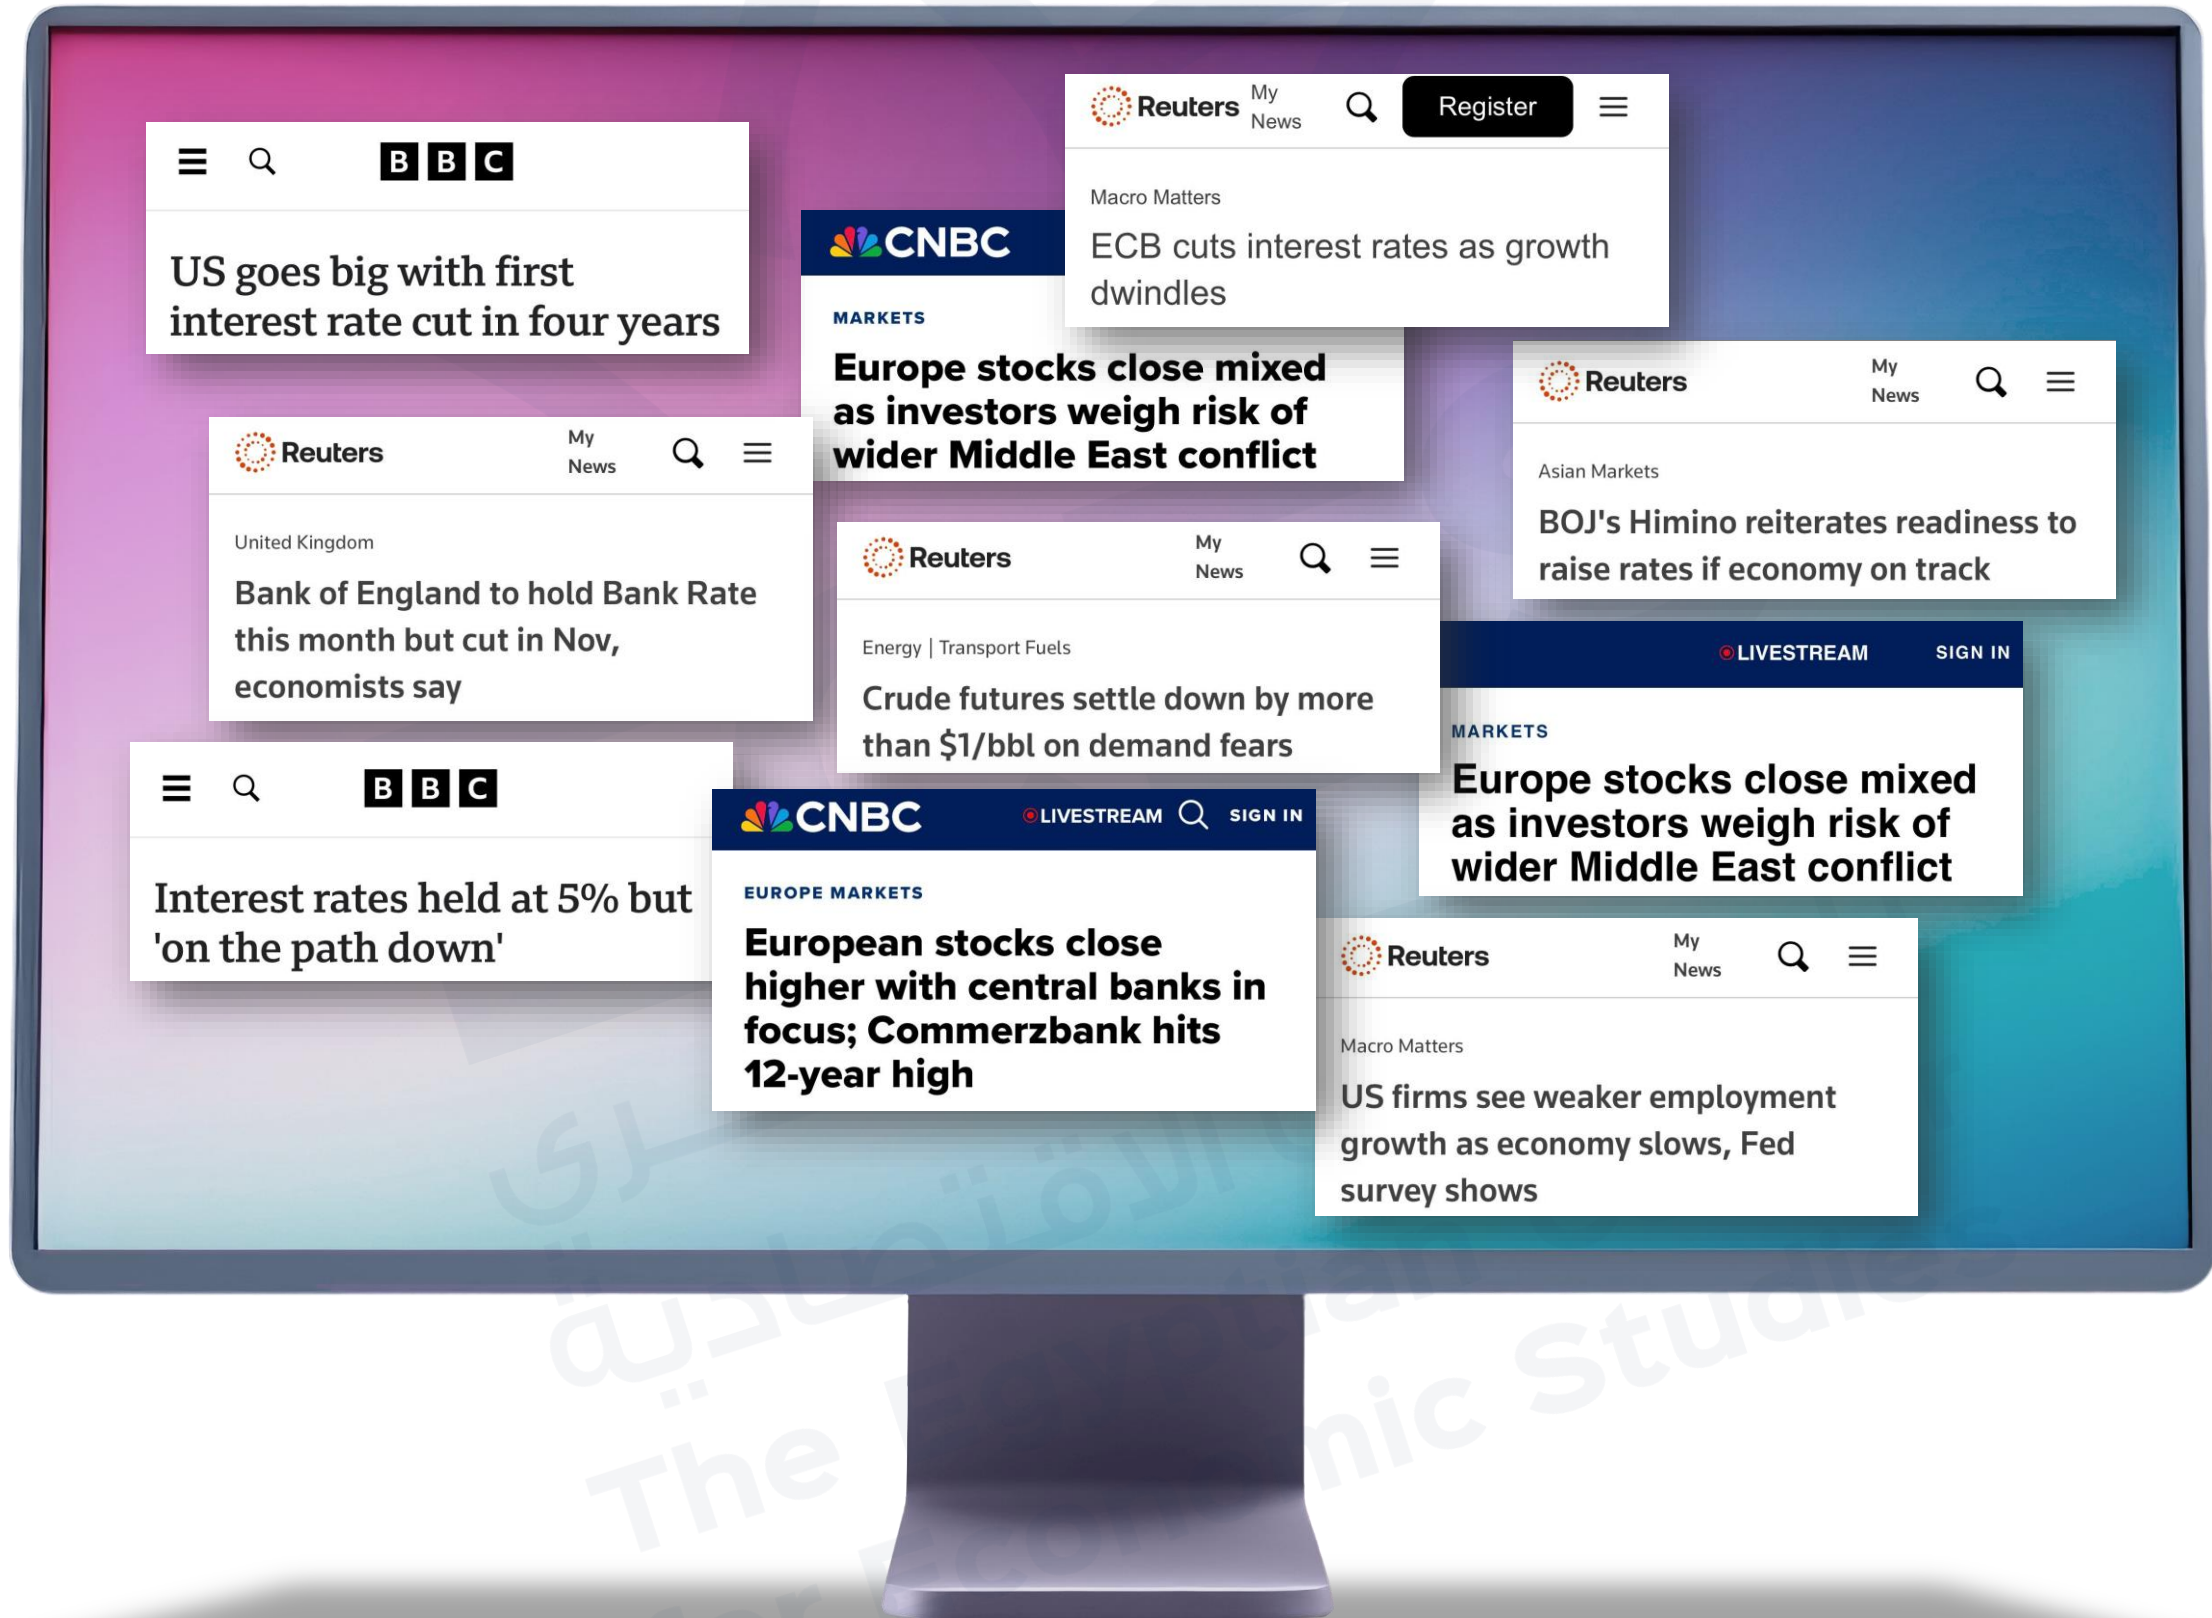 BBC
US goes big with first
interest rate cut in four years
Reuters
My
News
Register
Macro Matters
ECB cuts interest rates as growth
dwindles
CNBC
MARKETS
Europe stocks close mixed
as investors weigh risk of
wider Middle East conflict
Reuters
My
News
Asian Markets
BOJ's Himino reiterates readiness to
raise rates if economy on track
Reuters
My
News
United Kingdom
Bank of England to hold Bank Rate
this month but cut in Nov,
economists say
Reuters
My
News
Energy | Transport Fuels
Crude futures settle down by more
than $1/bbl on demand fears
LIVESTREAM SIGN IN
MARKETS
Europe stocks close mixed
as investors weigh risk of
wider Middle East conflict
BBC
Interest rates held at 5% but
'on the path down'
CNBC LIVESTREAM SIGN IN
EUROPE MARKETS
European stocks close
higher with central banks in
focus; Commerzbank hits
12-year high
Reuters
My
News
Macro Matters
US firms see weaker employment
growth as economy slows, Fed
survey shows
The
Studies